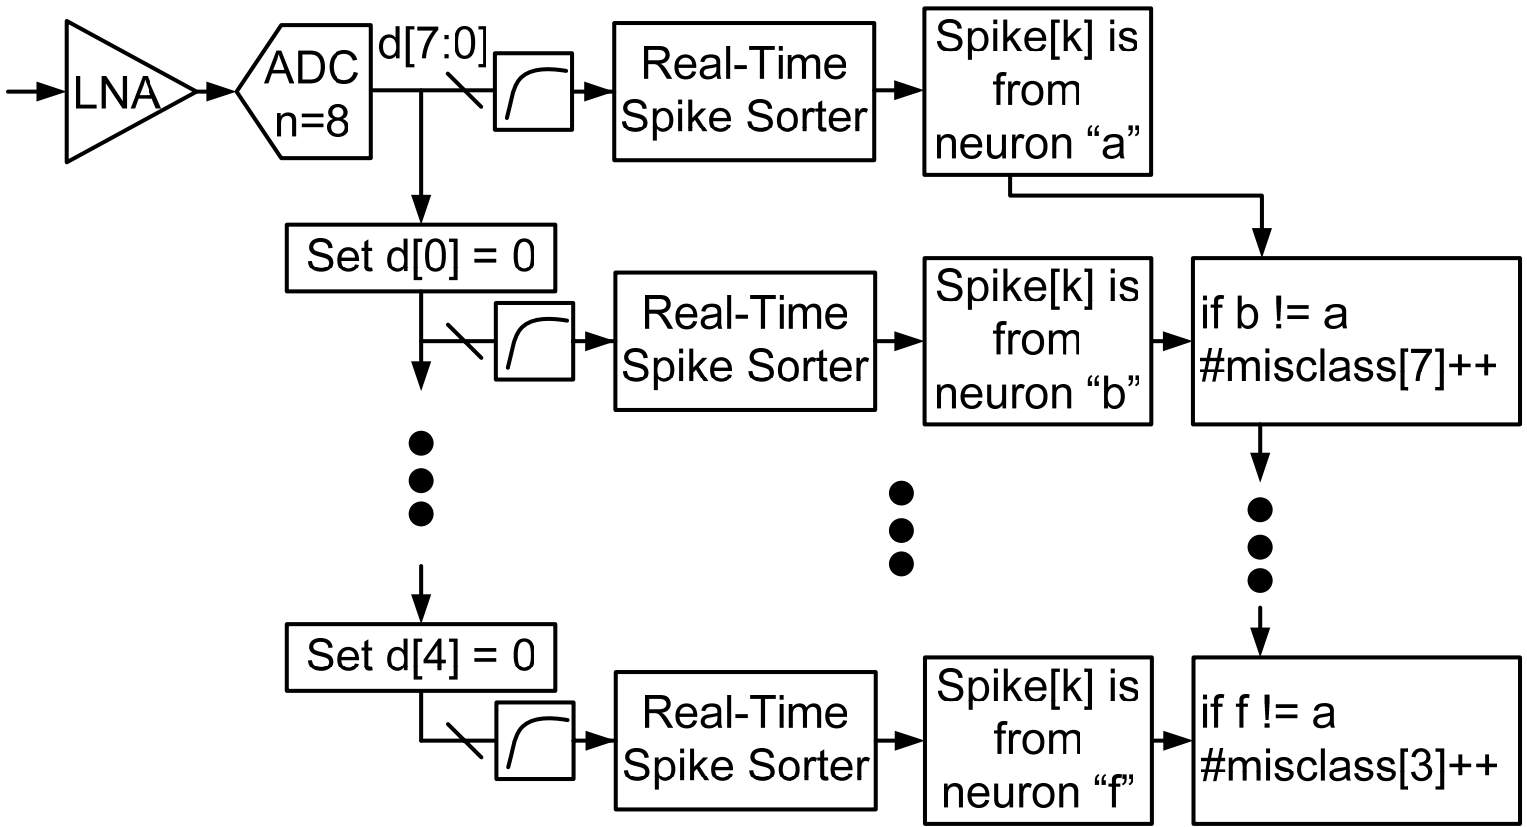 LNA
ADC
n=8
d[7:0]
Real-Time
Spike Sorter
Spike[k] is
from
neuron “a”
Set d[0] = 0
Real-Time
Spike Sorter
Spike[k] is
from
neuron “b”
if b != a
#misclass[7]++
Set d[4] = 0
Real-Time
Spike Sorter
Spike[k] is
from
neuron “f”
if f != a
#misclass[3]++